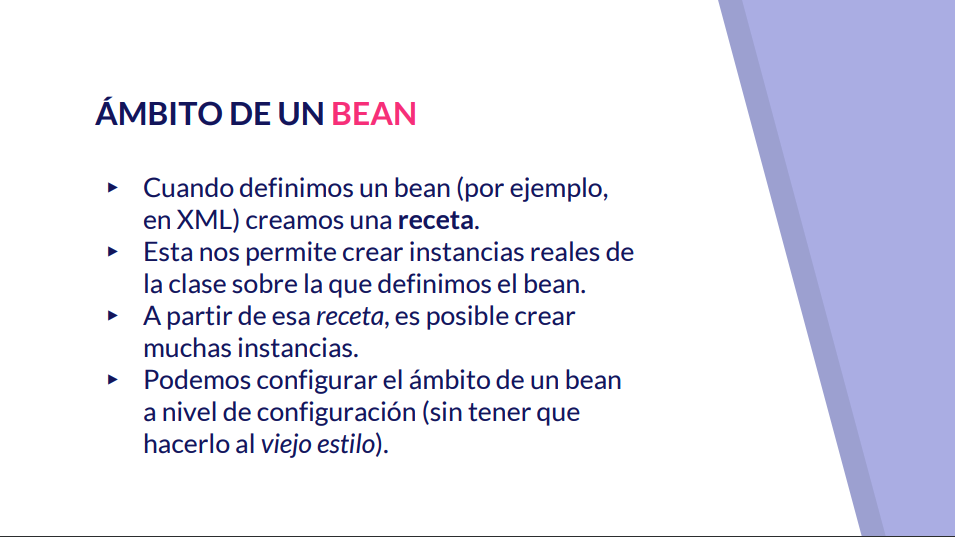 ÁMBITO DE UN BEAN
▸ Cuando definimos un bean (por ejemplo,
en XML) creamos una receta.
▸ Esta nos permite crear instancias reales de
la clase sobre la que definimos el bean.
▸ A partir de esa receta, es posible crear
muchas instancias.
▸ Podemos configurar el ámbito de un bean
a nivel de configuración (sin tener que
hacerlo al viejo estilo).